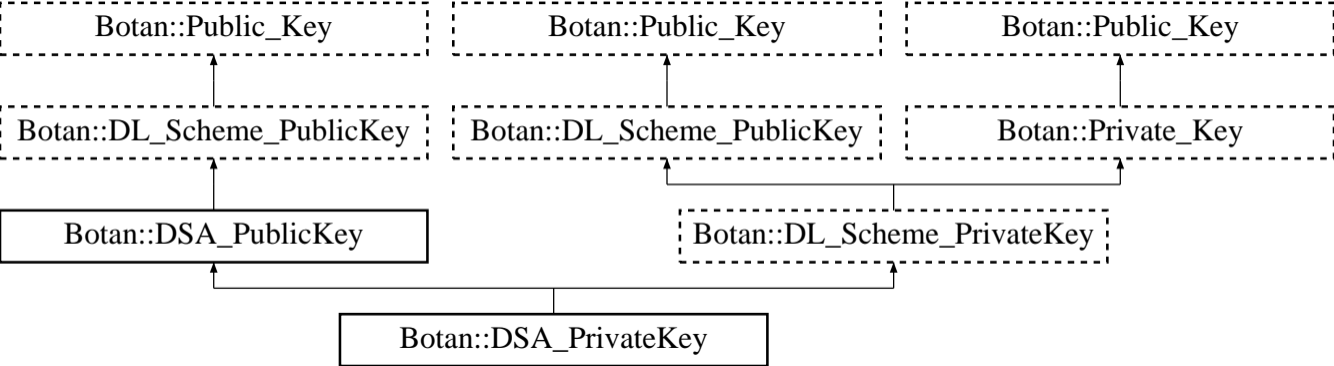 Botan::Public_Key
Botan::Public_Key
Botan::Public_Key
Botan::DL_Scheme_PublicKey
Botan::DL_Scheme_PublicKey
Botan::Private_Key
Botan::DSA_PublicKey
Botan::DL_Scheme_PrivateKey
Botan::DSA_PrivateKey